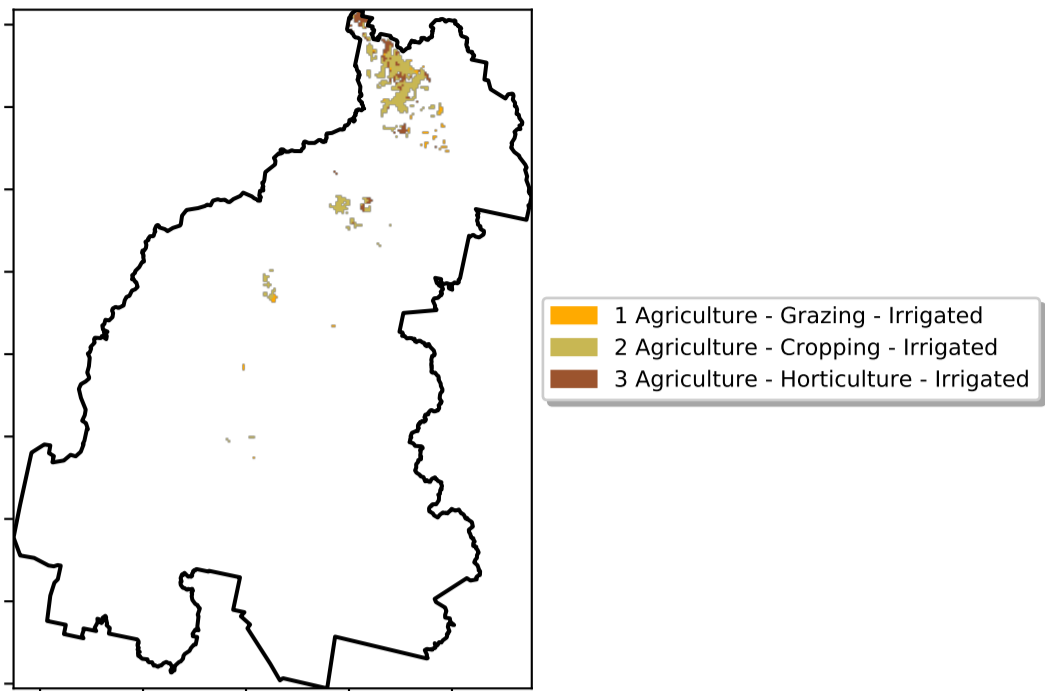 1 Agriculture - Grazing - Irrigated
2 Agriculture - Cropping - Irrigated
3 Agriculture - Horticulture - Irrigated